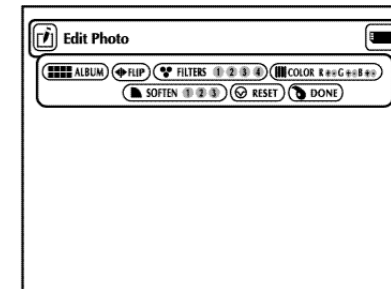 Edit Photo
ALBUM FLIP FILTERS 1 2 3 4 COLOR R G B
SOFTEN 1 2 3 RESET DONE